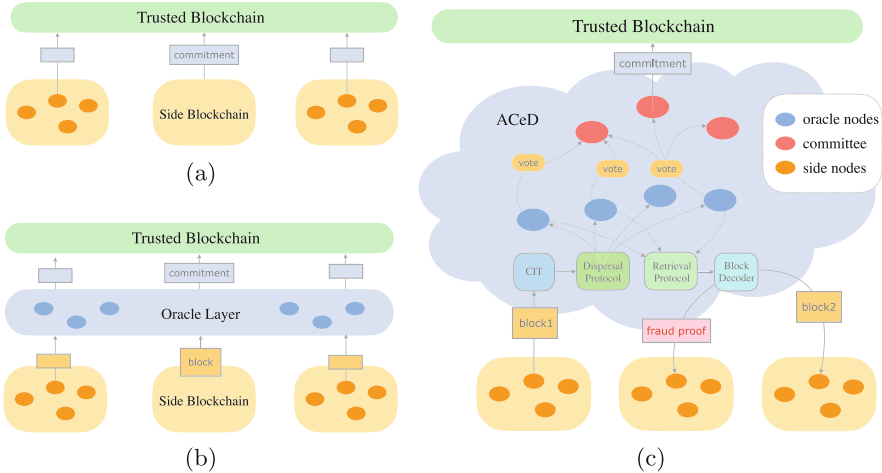 Trusted Blockchain
commitment
Side Blockchain
(a)
Trusted Blockchain
commitment
Oracle Layer
block
Side Blockchain
(b)
Trusted Blockchain
commitment
ACeD
oracle nodes
committee
side nodes
vote
vote
vote
CIT
Dispersal
Protocol
Retrieval
Protocol
Block
Decoder
block1
fraud proof
block2
(c)